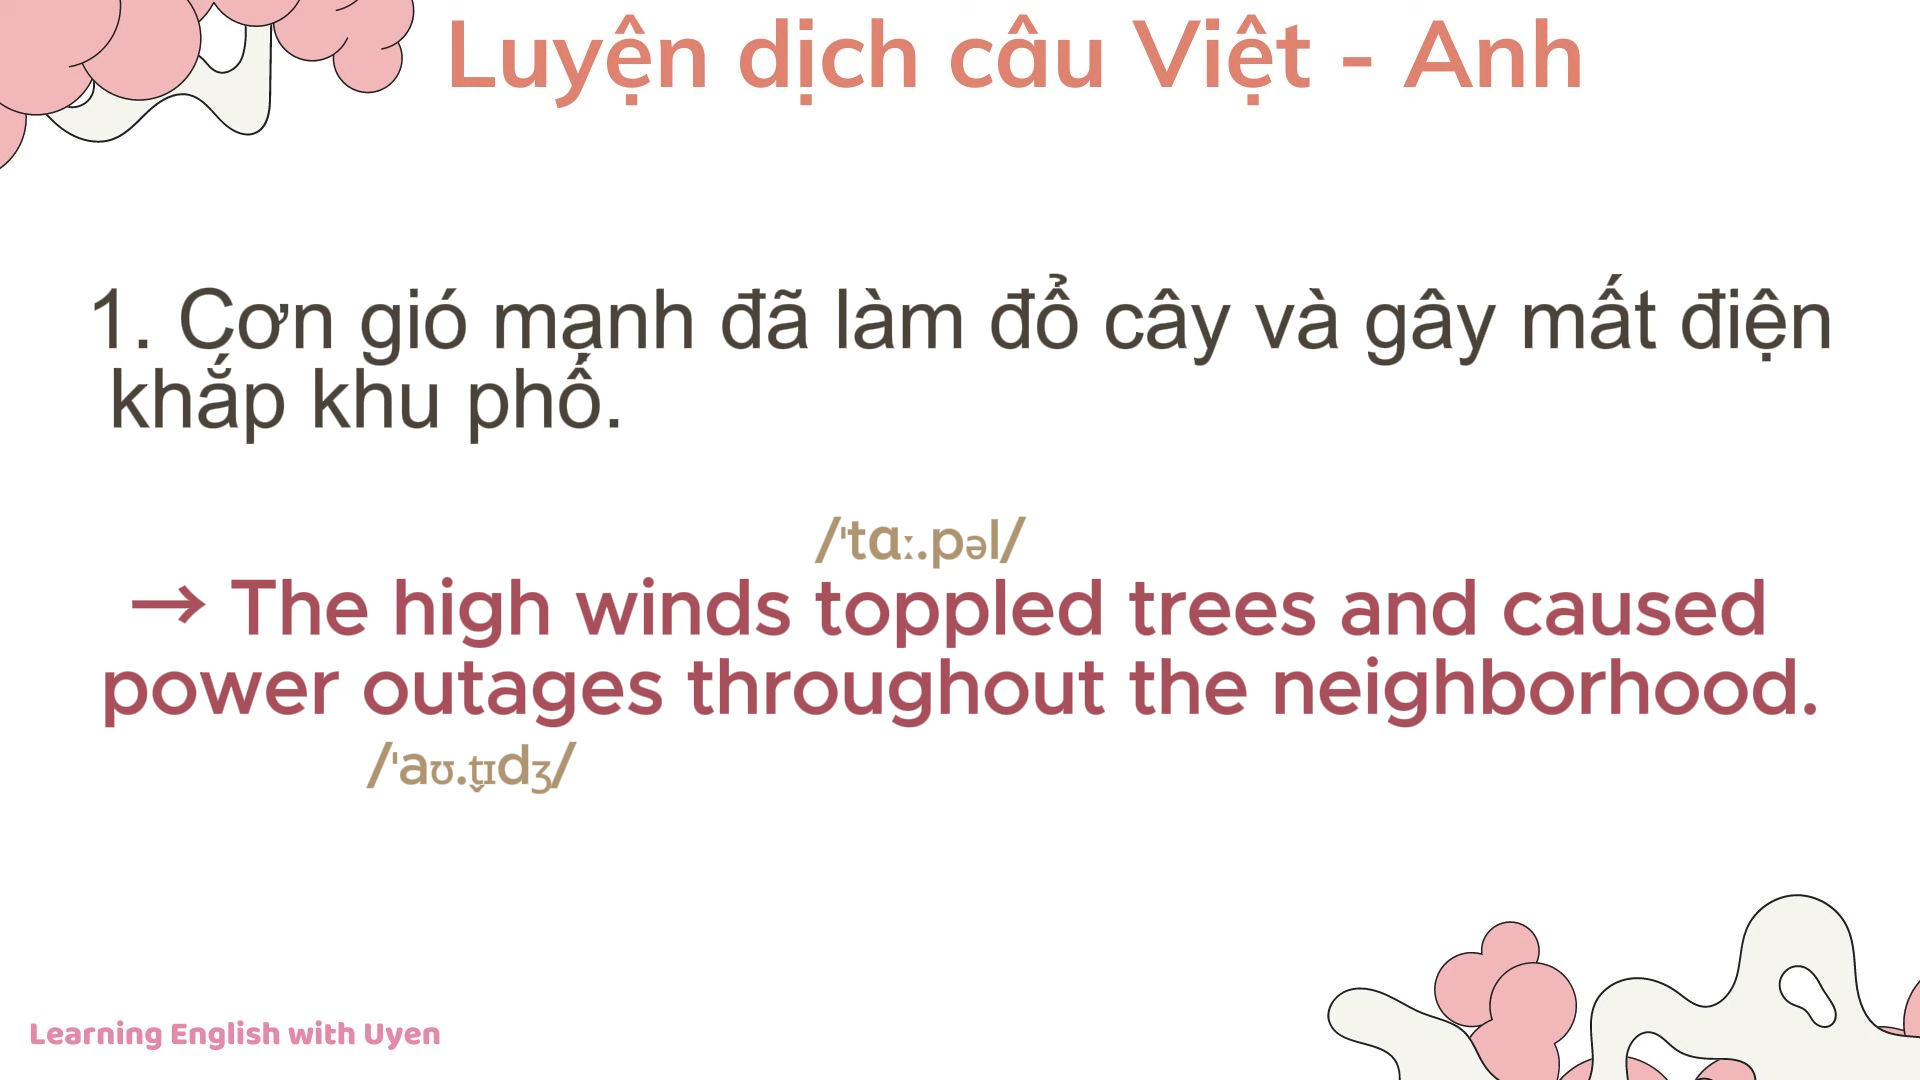 Luyện dịch câu Việt - Anh
1. Cơn gió mạnh đã làm đổ cây và gây mất điện
khắp khu phố.
/ˈtɑː.pəl/
→ The high winds toppled trees and caused
power outages throughout the neighborhood.
/ˈaʊ.t̬ɪdʒ/
Learning English with Uyen